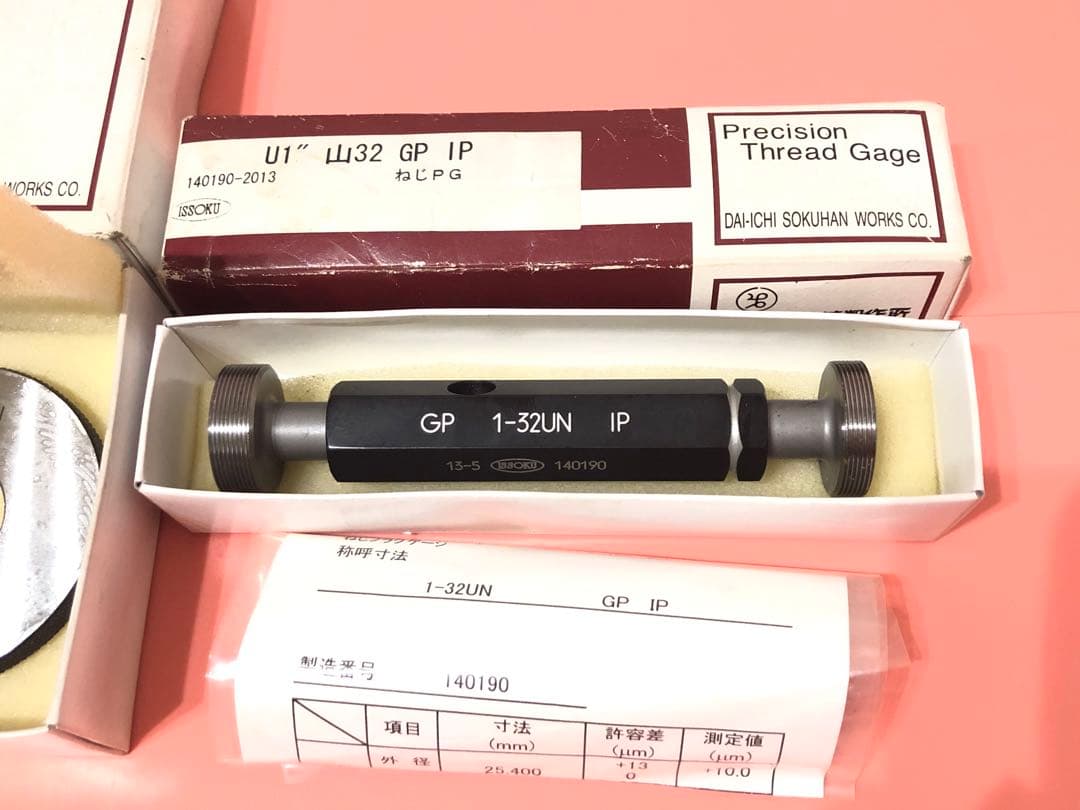 WORKS CO.
U1″ 山32 GP IP
140190-2013 ねじPG
ISSOKU
Precision
Thread Gage
DAI-ICHI SOKUHAN WORKS CO.
GP 1-32UN IP
13-5 ISSOKU 140190
称呼寸法
1-32UN GP IP
製造番号 140190
項目 寸法 (mm) 許容差 (μm) 測定値 (μm)
外径 25.400 +13 0 +10.0